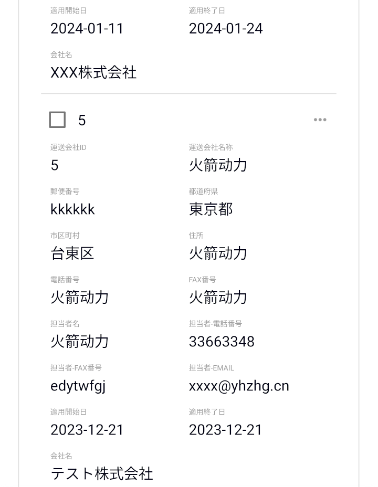 適用開始日 適用終了日
2024-01-11 2024-01-24
会社名
XXX株式会社
5
運送会社ID 運送会社名称
5 火箭动力
郵便番号 都道府県
kkkkkk 東京都
市区町村 住所
台東区 火箭动力
電話番号 FAX番号
火箭动力 火箭动力
担当者名 担当者-電話番号
火箭动力 33663348
担当者-FAX番号 担当者-EMAIL
edytwfgj xxxx@yhzhg.cn
適用開始日 適用終了日
2023-12-21 2023-12-21
会社名
テスト株式会社